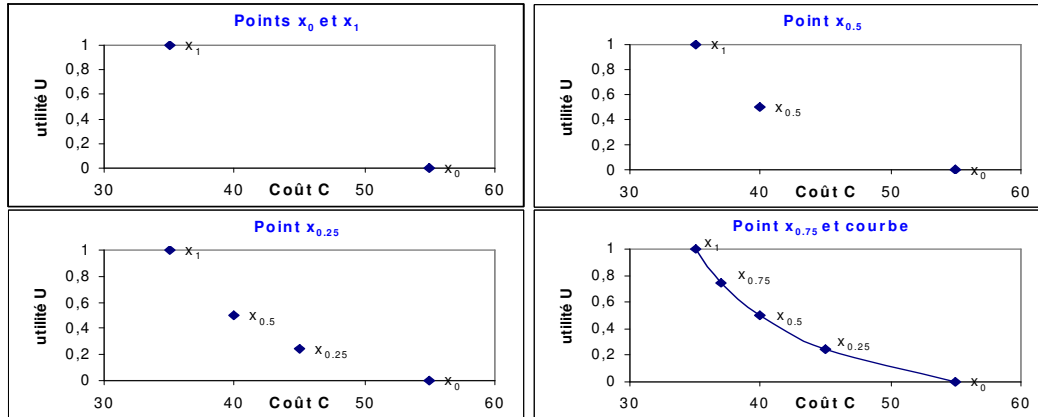 Points x₀ et x₁
utilité U
1
0,8
0,6
0,4
0,2
0
x₁
x₀
30
40
50
60
Coût C
Point x₀.₅
utilité U
1
0,8
0,6
0,4
0,2
0
x₁
x₀.₅
x₀
30
40
50
60
Coût C
Point x₀.₂₅
utilité U
1
0,8
0,6
0,4
0,2
0
x₁
x₀.₅
x₀.₂₅
x₀
30
40
50
60
Coût C
Point x₀.₇₅ et courbe
utilité U
1
0,8
0,6
0,4
0,2
0
x₁
x₀.₇₅
x₀.₅
x₀.₂₅
x₀
30
40
50
60
Coût C